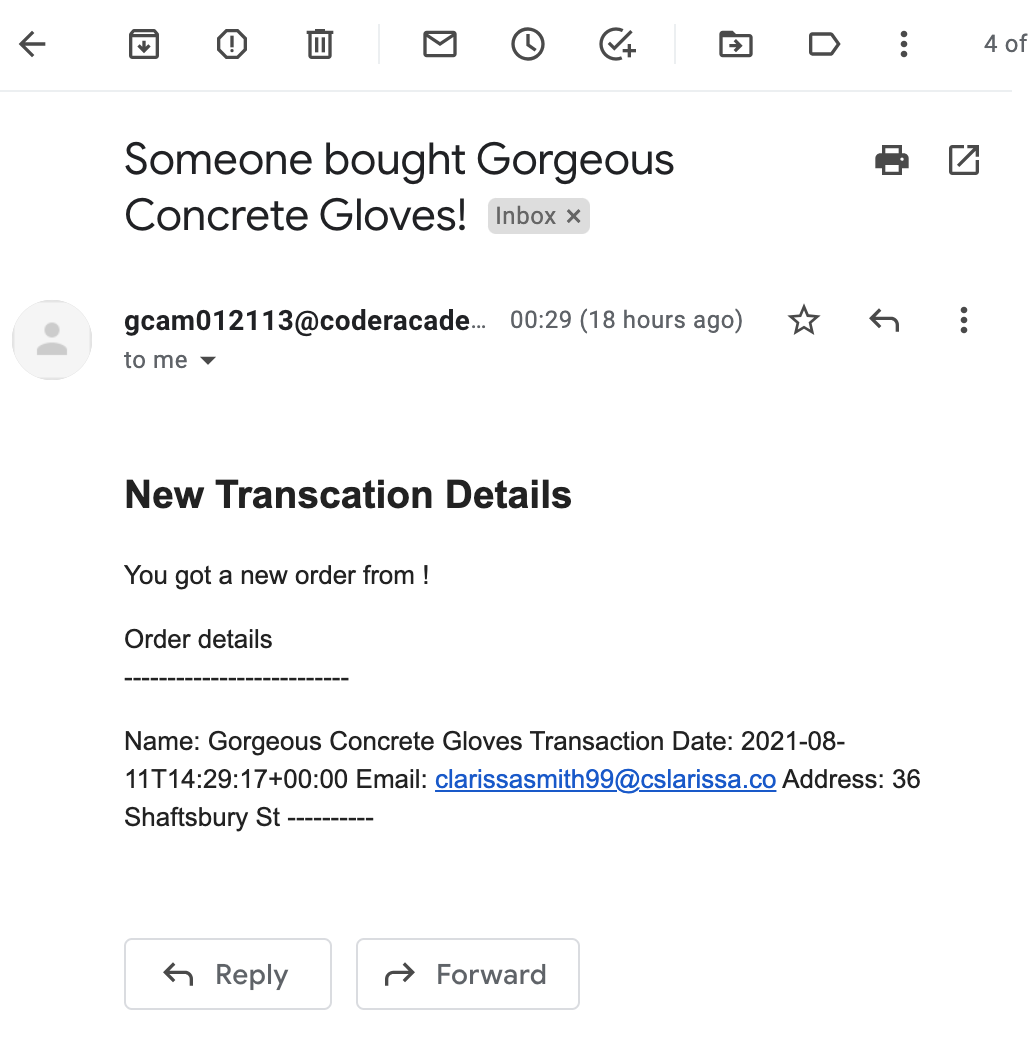 4 of
Someone bought Gorgeous
Concrete Gloves! Inbox ×
gcam012113@coderacade... 00:29 (18 hours ago)
to me
New Transcation Details
You got a new order from !
Order details
--------------------------
Name: Gorgeous Concrete Gloves Transaction Date: 2021-08-
11T14:29:17+00:00 Email: clarissasmith99@cslarissa.co Address: 36
Shaftsbury St ----------
Reply Forward